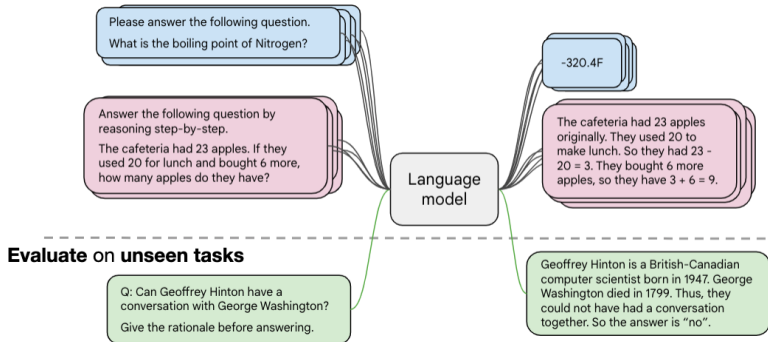 Please answer the following question.
What is the boiling point of Nitrogen?
-320.4F
Answer the following question by
reasoning step-by-step.
The cafeteria had 23 apples. If they
used 20 for lunch and bought 6 more,
how many apples do they have?
Language
model
The cafeteria had 23 apples
originally. They used 20 to
make lunch. So they had 23 -
20 = 3. They bought 6 more
apples, so they have 3 + 6 = 9.
Evaluate on unseen tasks
Q: Can Geoffrey Hinton have a
conversation with George Washington?
Give the rationale before answering.
Geoffrey Hinton is a British-Canadian
computer scientist born in 1947. George
Washington died in 1799. Thus, they
could not have had a conversation
together. So the answer is “no”.